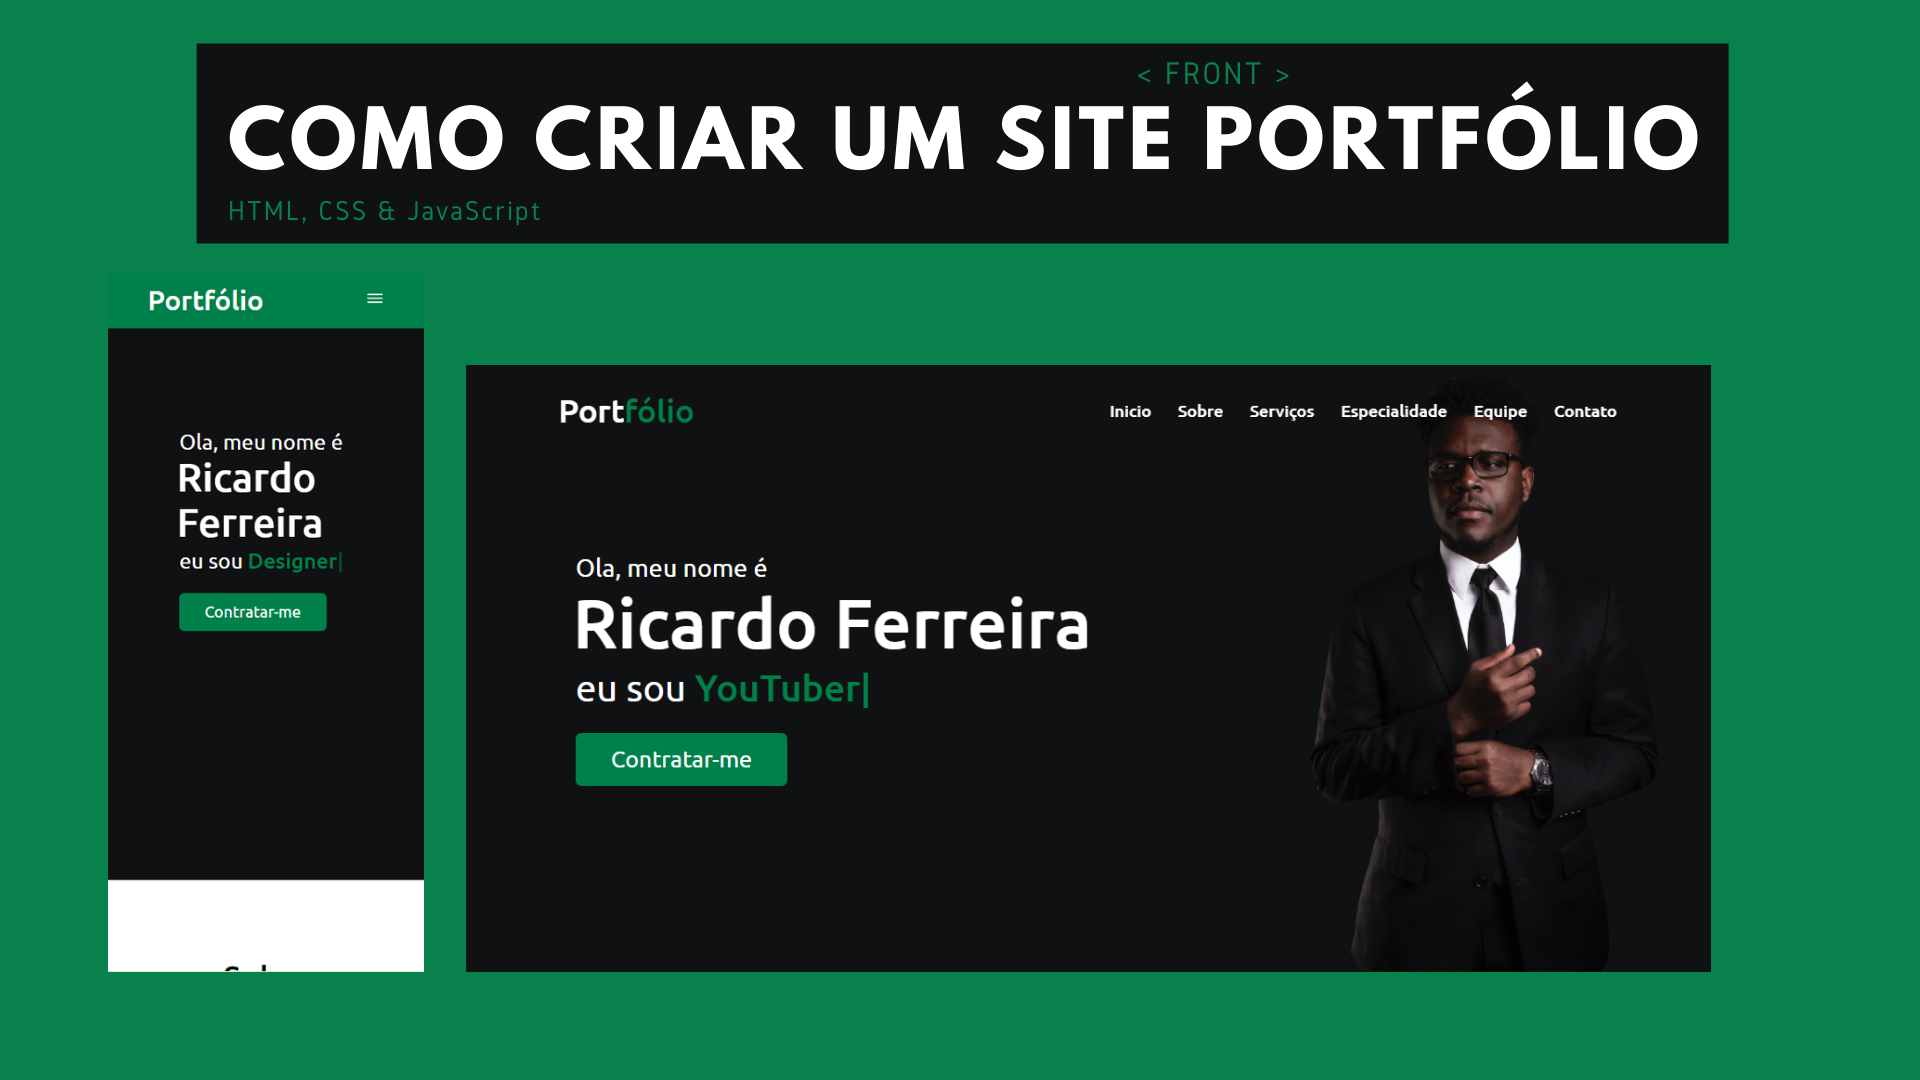 < FRONT >
COMO CRIAR UM SITE PORTFÓLIO
HTML, CSS & JavaScript
Portfólio
Ola, meu nome é
Ricardo
Ferreira
eu sou Designer|
Contratar-me
Portfólio
Inicio Sobre Serviços Especialidade Equipe Contato
Ola, meu nome é
Ricardo Ferreira
eu sou YouTuber|
Contratar-me